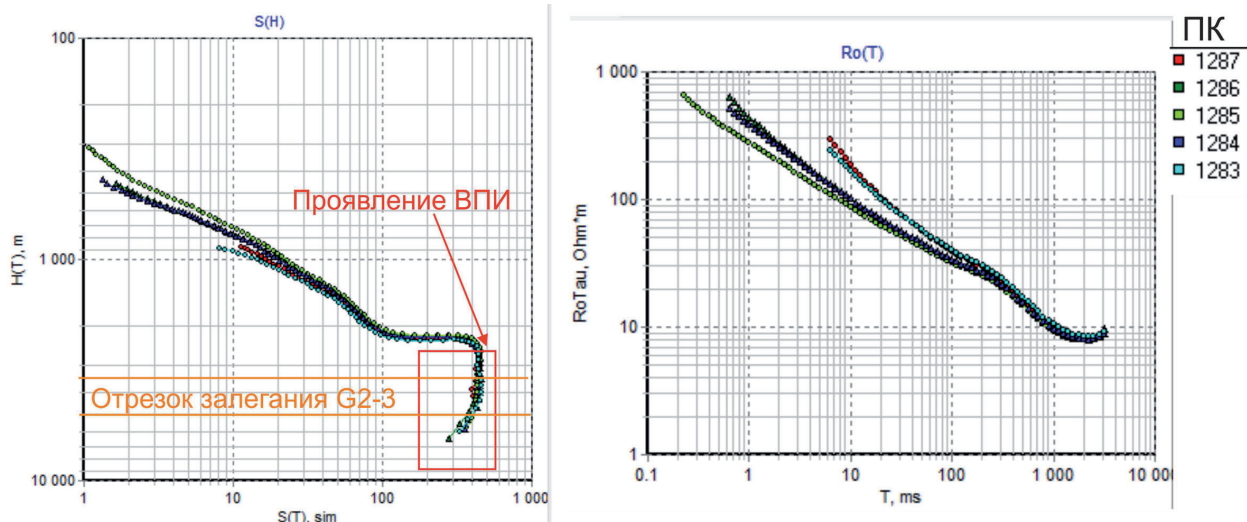 S(H)
100
1 000
10 000
H(T), m
Проявление ВПИ
Отрезок залегания G2-3
1
10
100
1 000
S(T), sim
Ro(T)
1 000
100
10
1
RoTau, Ohm*m
0.1
1
10
100
1 000
10 000
T, ms
ПК
1287
1286
1285
1284
1283